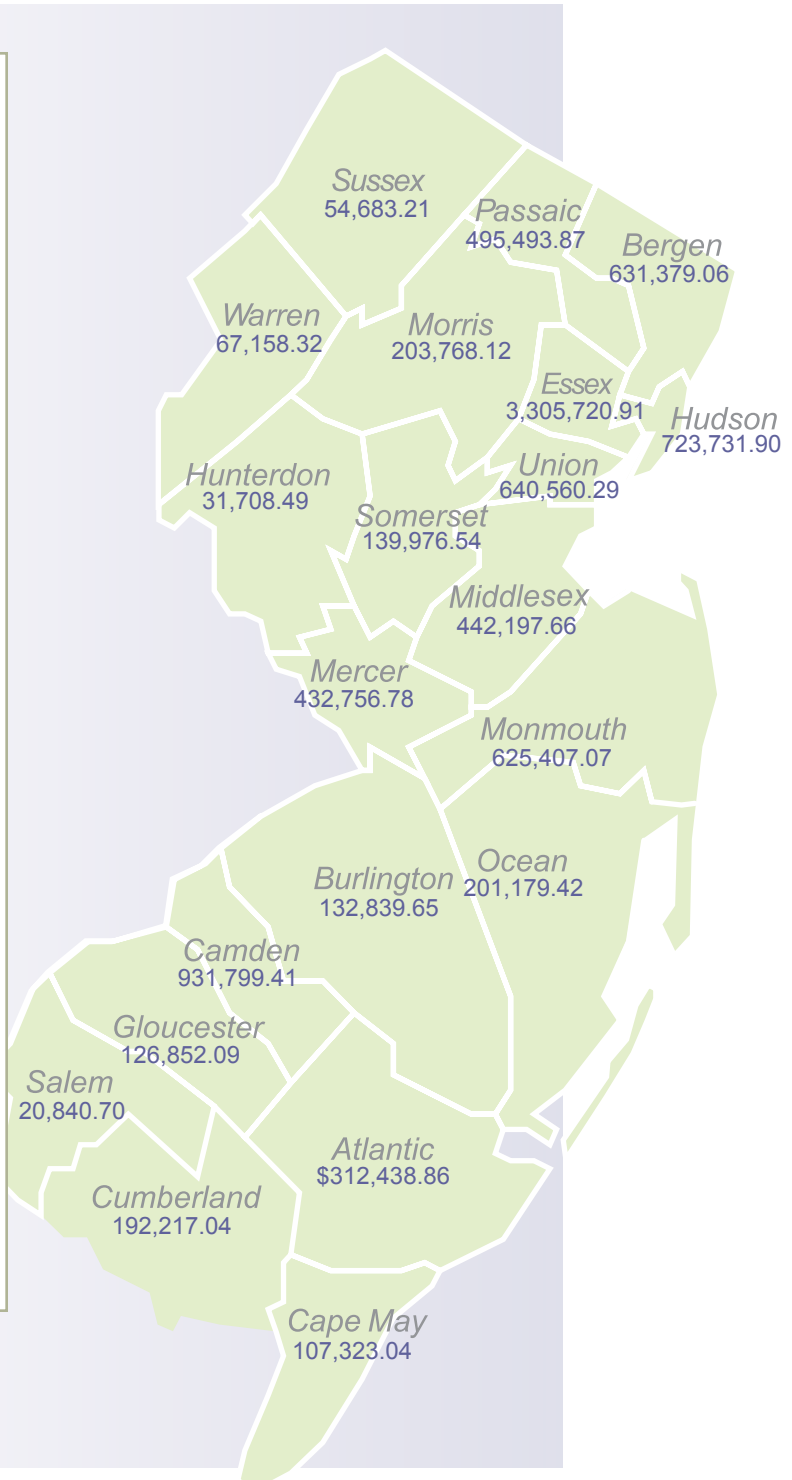 Sussex
54,683.21
Passaic
495,493.87
Bergen
631,379.06
Warren
67,158.32
Morris
203,768.12
Essex
3,305,720.91
Hudson
723,731.90
Hunterdon
31,708.49
Union
640,560.29
Somerset
139,976.54
Middlesex
442,197.66
Mercer
432,756.78
Monmouth
625,407.07
Burlington
132,839.65
Ocean
201,179.42
Camden
931,799.41
Gloucester
126,852.09
Salem
20,840.70
Atlantic
$312,438.86
Cumberland
192,217.04
Cape May
107,323.04